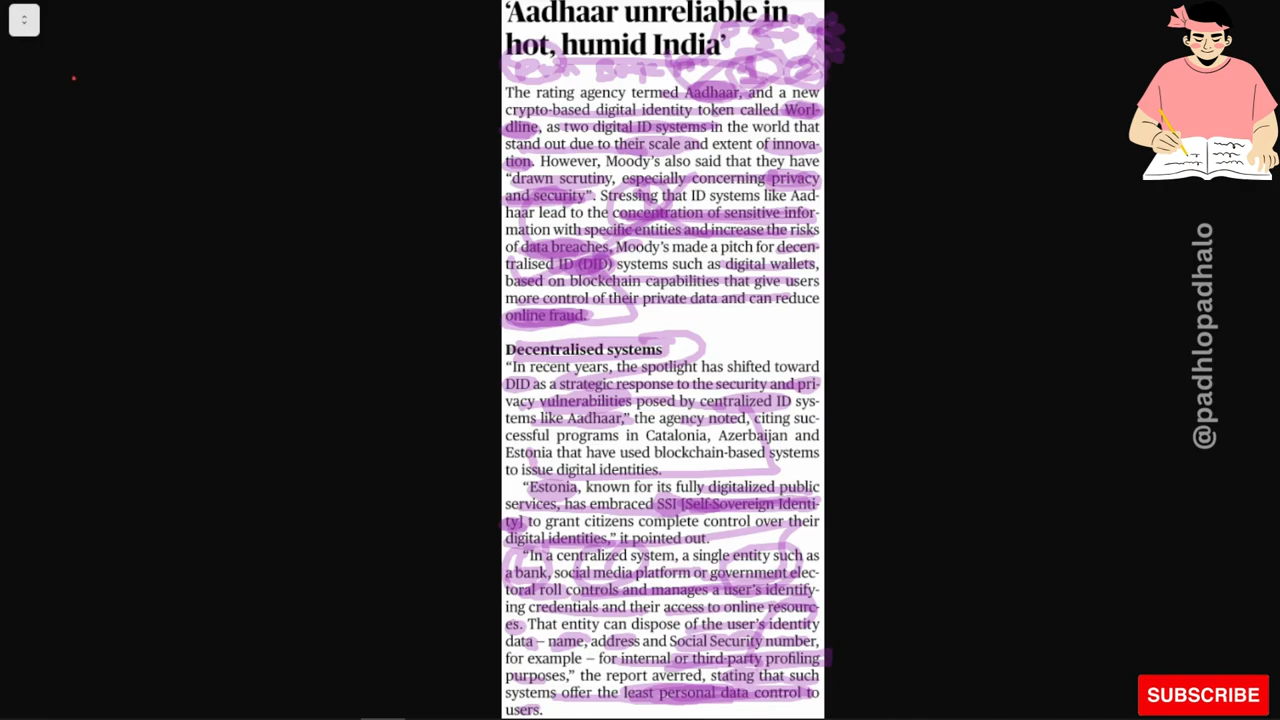 ‘Aadhaar unreliable in
hot, humid India’
The rating agency termed Aadhaar, and a new
crypto-based digital identity token called Worl-
dline, as two digital ID systems in the world that
stand out due to their scale and extent of innova-
tion. However, Moody’s also said that they have
“drawn scrutiny, especially concerning privacy
and security”. Stressing that ID systems like Aad-
haar lead to the concentration of sensitive infor-
mation with specific entities and increase the risks
of data breaches, Moody’s made a pitch for decen-
tralised ID (DID) systems such as digital wallets,
based on blockchain capabilities that give users
more control of their private data and can reduce
online fraud.
Decentralised systems
“In recent years, the spotlight has shifted toward
DID as a strategic response to the security and pri-
vacy vulnerabilities posed by centralized ID sys-
tems like Aadhaar,” the agency noted, citing suc-
cessful programs in Catalonia, Azerbaijan and
Estonia that have used blockchain-based systems
to issue digital identities.
“Estonia, known for its fully digitalized public
services, has embraced SSI [Self-Sovereign Identi-
ty] to grant citizens complete control over their
digital identities,” it pointed out.
“In a centralized system, a single entity such as
a bank, social media platform or government elec-
toral roll controls and manages a user’s identify-
ing credentials and their access to online resourc-
es. That entity can dispose of the user’s identity
data – name, address and Social Security number,
for example – for internal or third-party profiling
purposes,” the report averred, stating that such
systems offer the least personal data control to
users.
@padhlopadhalo
SUBSCRIBE